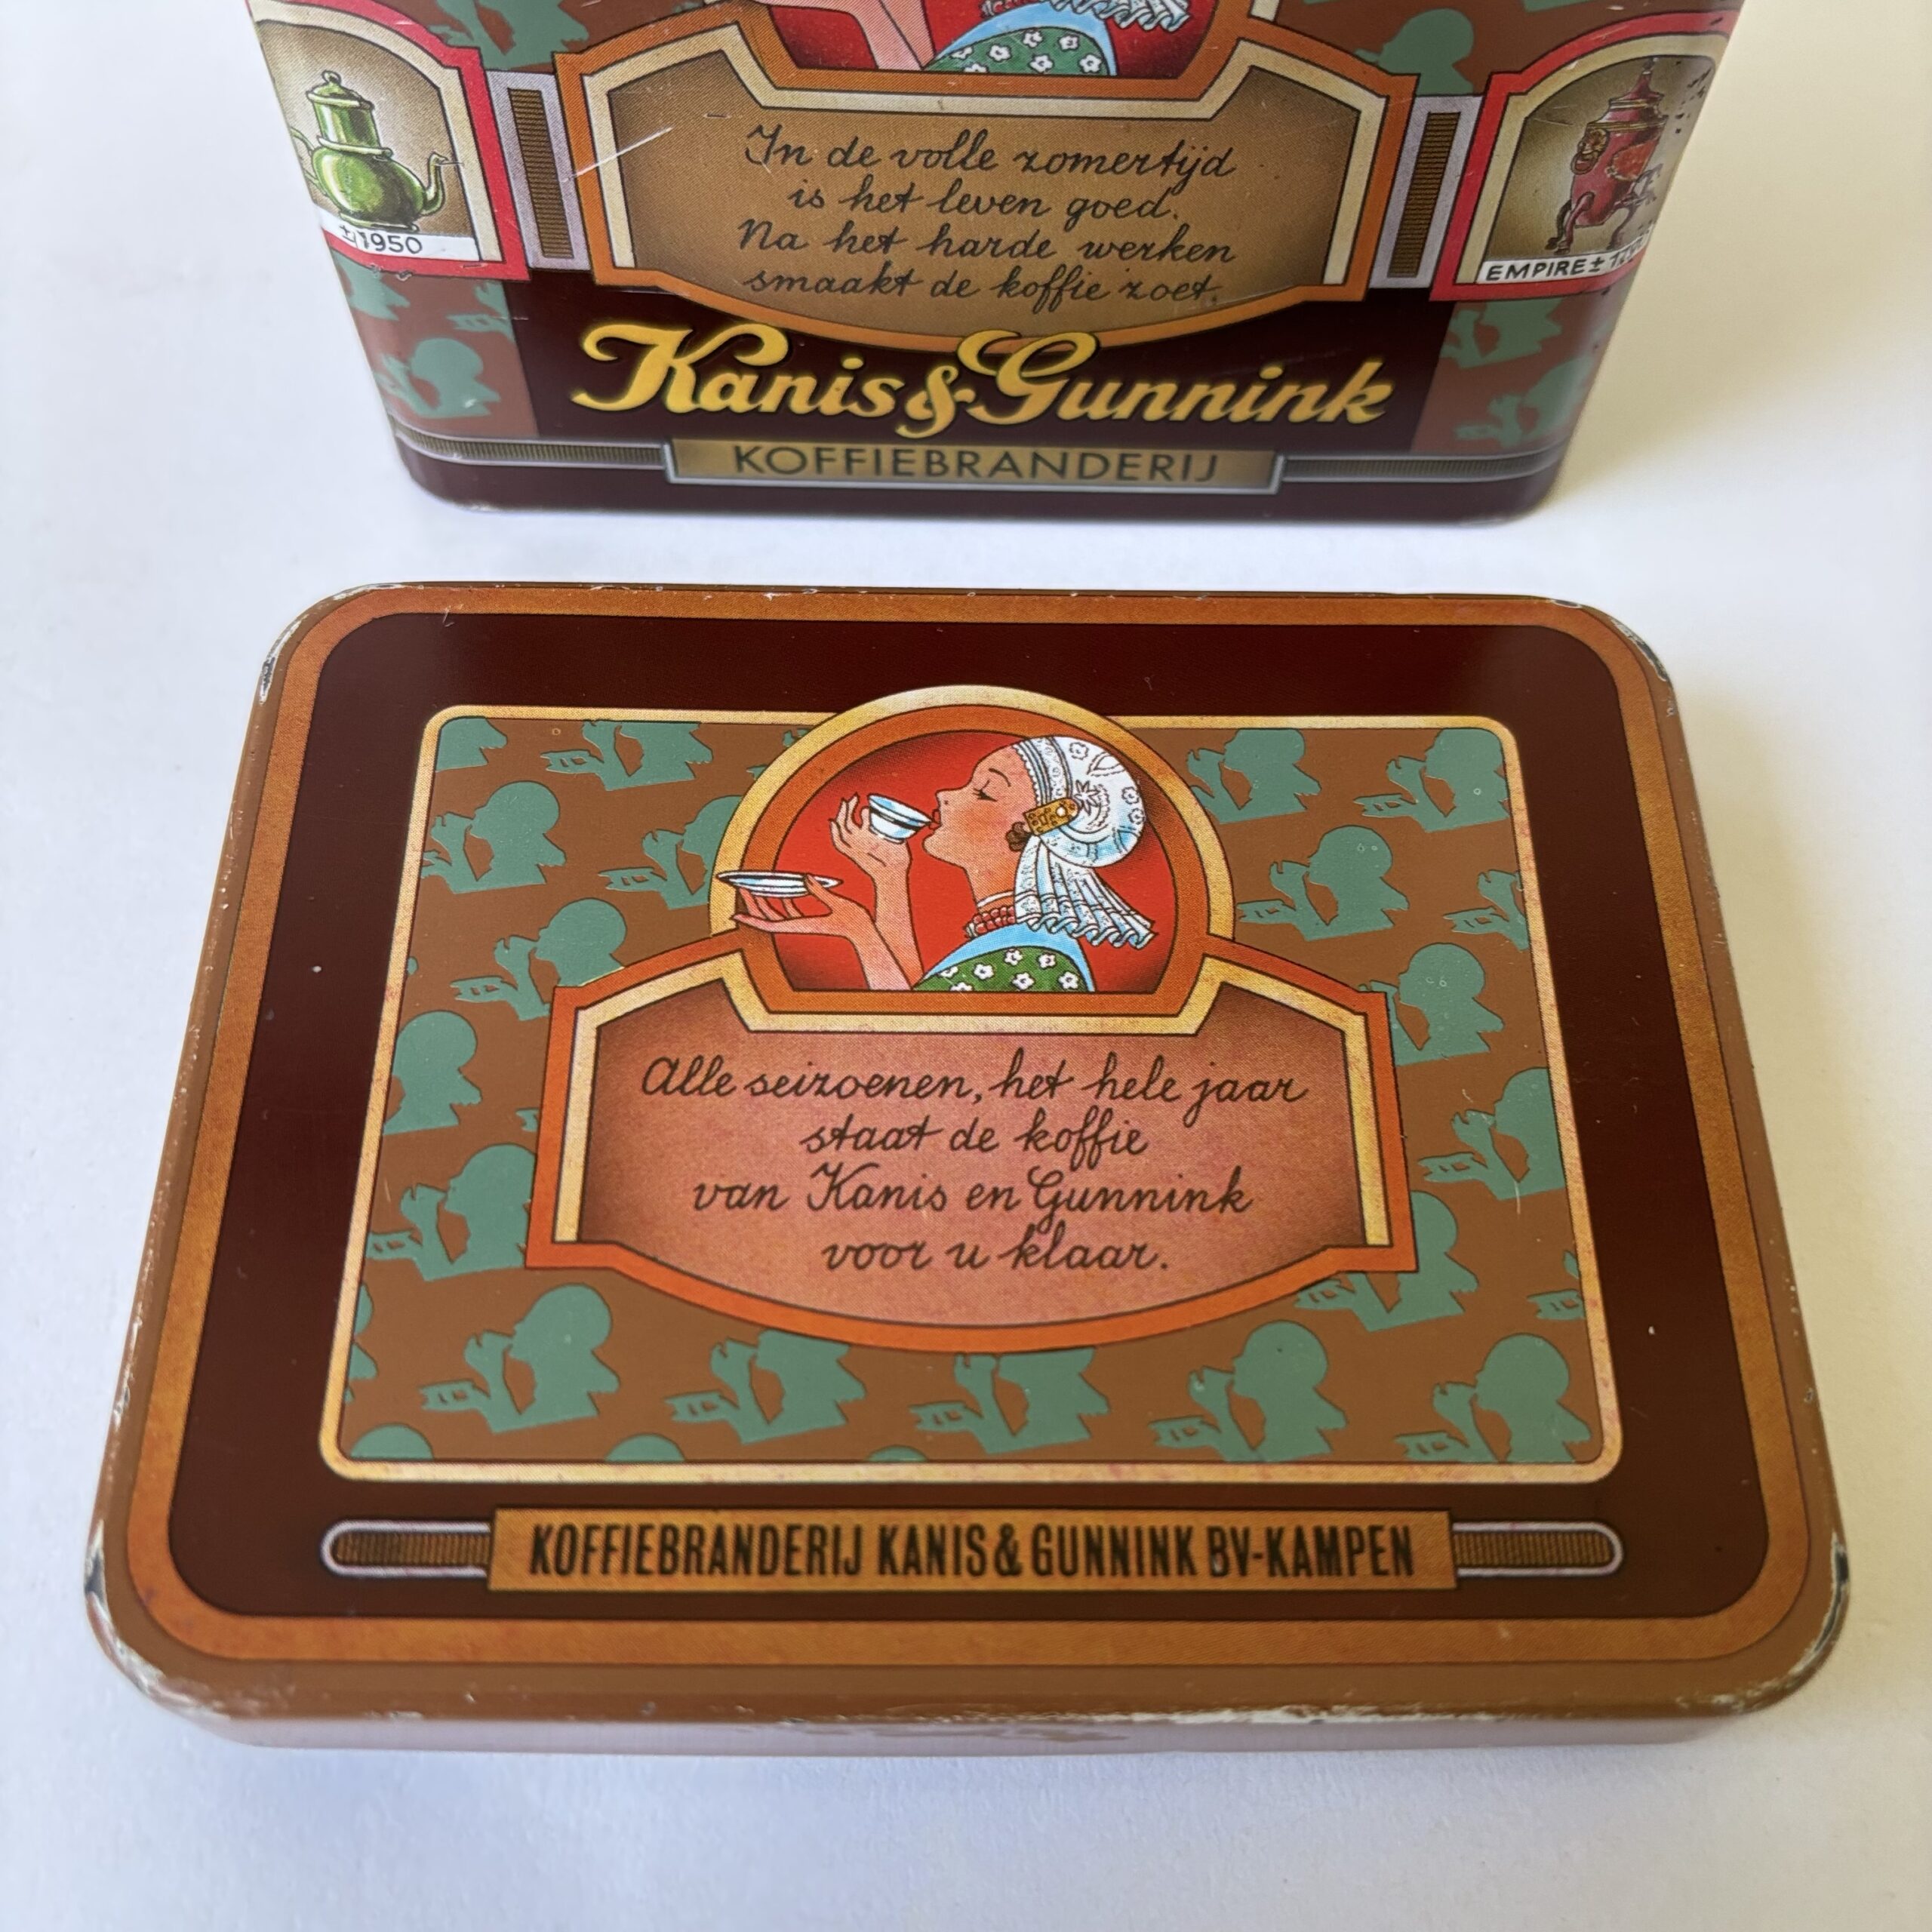 In de volle zomertijd
is het leven goed.
Na het harde werken
smaakt de koffie zoet.
± 1950
EMPIRE ±
Kanis & Gunnink
KOFFIEBRANDERIJ
Alle seizoenen, het hele jaar
staat de koffie
van Kanis en Gunnink
voor u klaar.
KOFFIEBRANDERIJ KANIS & GUNNINK BV-KAMPEN